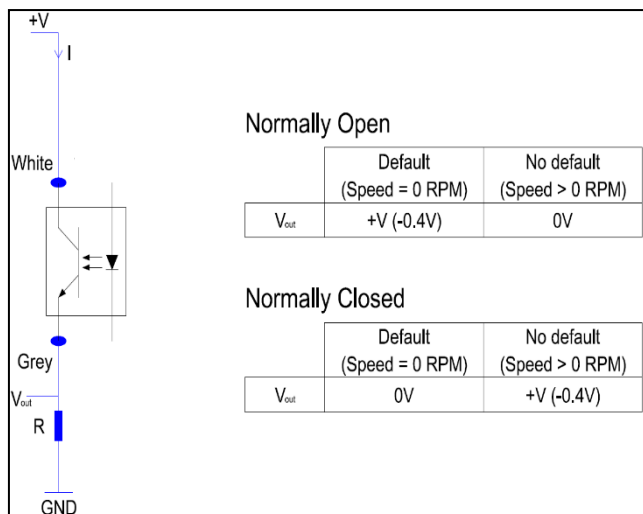 +V
I
White
Grey
Vout
R
GND
Normally Open
Default No default
(Speed = 0 RPM) (Speed > 0 RPM)
Vout +V (-0.4V) 0V
Normally Closed
Default No default
(Speed = 0 RPM) (Speed > 0 RPM)
Vout 0V +V (-0.4V)